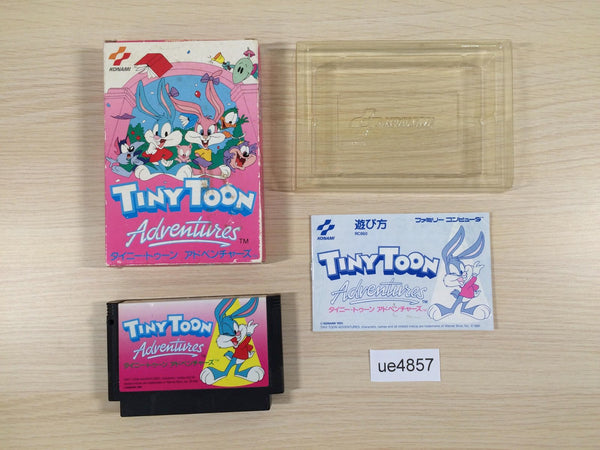 KONAMI
TINY TOON
Adventures TM
タイニー・トゥーン アドベンチャーズ
KONAMI
遊び方
RC860
ファミリー コンピュータ
TINY TOON
Adventures TM
タイニー・トゥーン アドベンチャーズ
TINY TOON
Adventures
タイニー・トゥーン アドベンチャーズ
ue4857